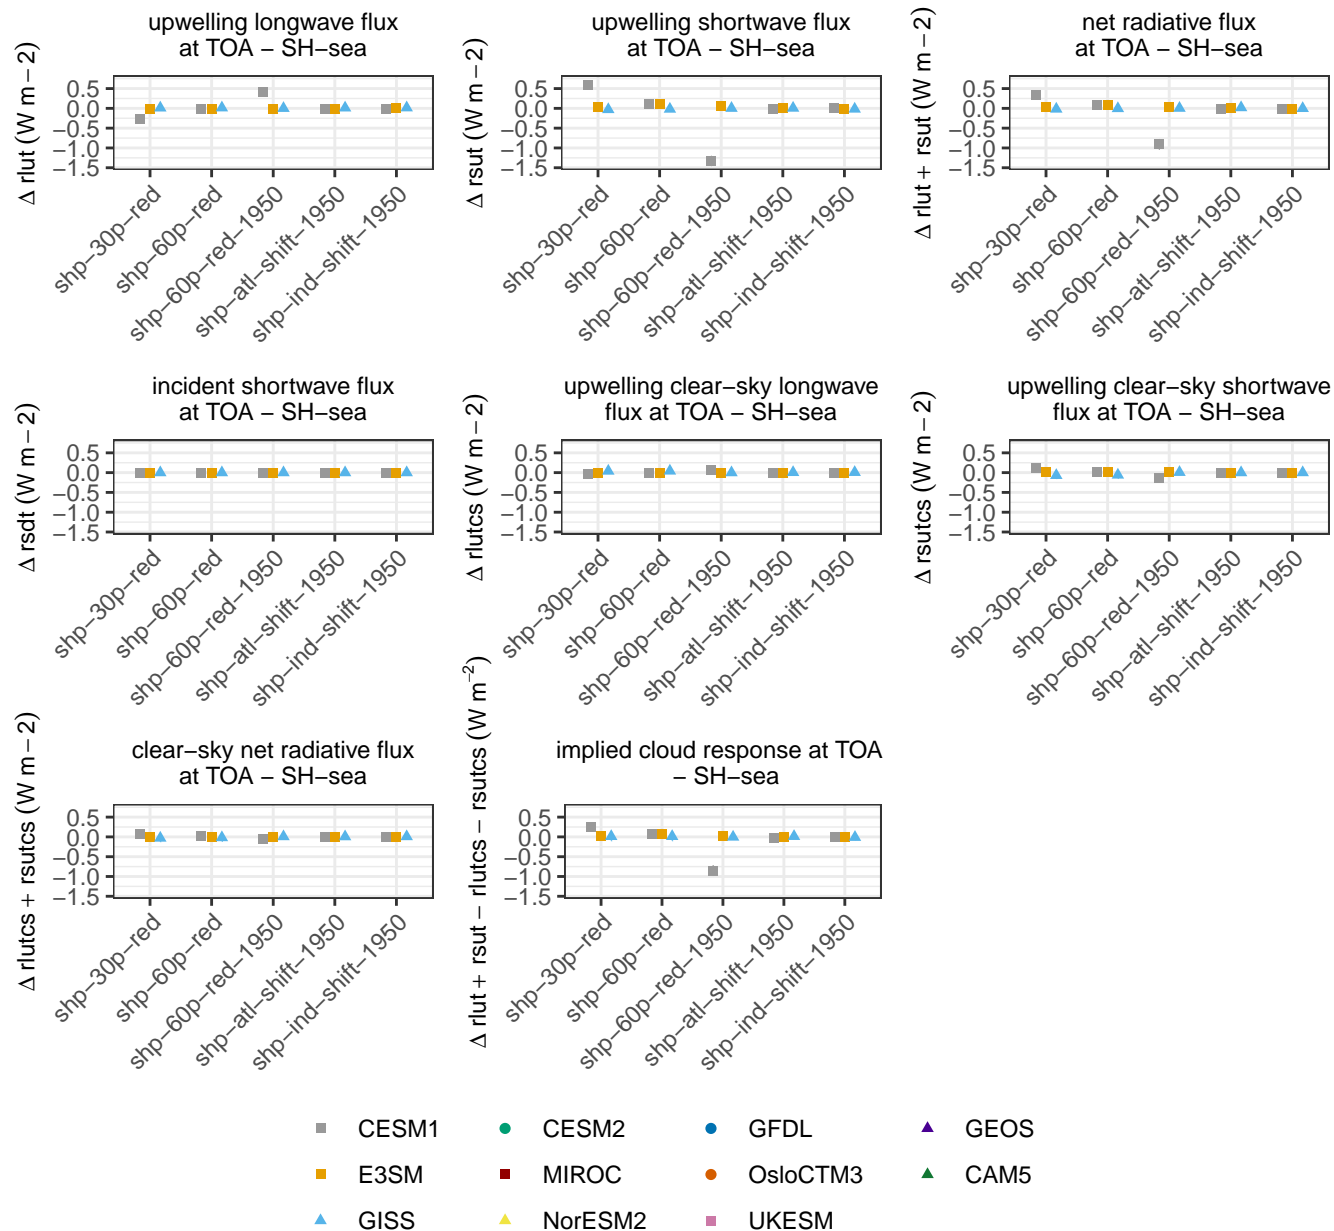 upwelling longwave flux
at TOA − SH−sea
Δ rlut (W m−2)
0.5
0.0
−0.5
−1.0
−1.5
shp−30p−red
shp−60p−red
shp−60p−red−1950
shp−atl−shift−1950
shp−ind−shift−1950
upwelling shortwave flux
at TOA − SH−sea
Δ rsut (W m−2)
0.5
0.0
−0.5
−1.0
−1.5
shp−30p−red
shp−60p−red
shp−60p−red−1950
shp−atl−shift−1950
shp−ind−shift−1950
net radiative flux
at TOA − SH−sea
Δ rlut + rsut (W m−2)
0.5
0.0
−0.5
−1.0
−1.5
shp−30p−red
shp−60p−red
shp−60p−red−1950
shp−atl−shift−1950
shp−ind−shift−1950
incident shortwave flux
at TOA − SH−sea
Δ rsdt (W m−2)
0.5
0.0
−0.5
−1.0
−1.5
shp−30p−red
shp−60p−red
shp−60p−red−1950
shp−atl−shift−1950
shp−ind−shift−1950
upwelling clear−sky longwave
flux at TOA − SH−sea
Δ rlutcs (W m−2)
0.5
0.0
−0.5
−1.0
−1.5
shp−30p−red
shp−60p−red
shp−60p−red−1950
shp−atl−shift−1950
shp−ind−shift−1950
upwelling clear−sky shortwave
flux at TOA − SH−sea
Δ rsutcs (W m−2)
0.5
0.0
−0.5
−1.0
−1.5
shp−30p−red
shp−60p−red
shp−60p−red−1950
shp−atl−shift−1950
shp−ind−shift−1950
clear−sky net radiative flux
at TOA − SH−sea
Δ rlutcs + rsutcs (W m−2)
0.5
0.0
−0.5
−1.0
−1.5
shp−30p−red
shp−60p−red
shp−60p−red−1950
shp−atl−shift−1950
shp−ind−shift−1950
implied cloud response at TOA
− SH−sea
Δ rlut + rsut − rlutcs − rsutcs (W m⁻²)
0.5
0.0
−0.5
−1.0
−1.5
shp−30p−red
shp−60p−red
shp−60p−red−1950
shp−atl−shift−1950
shp−ind−shift−1950
CESM1 CESM2 GFDL GEOS
E3SM MIROC OsloCTM3 CAM5
GISS NorESM2 UKESM